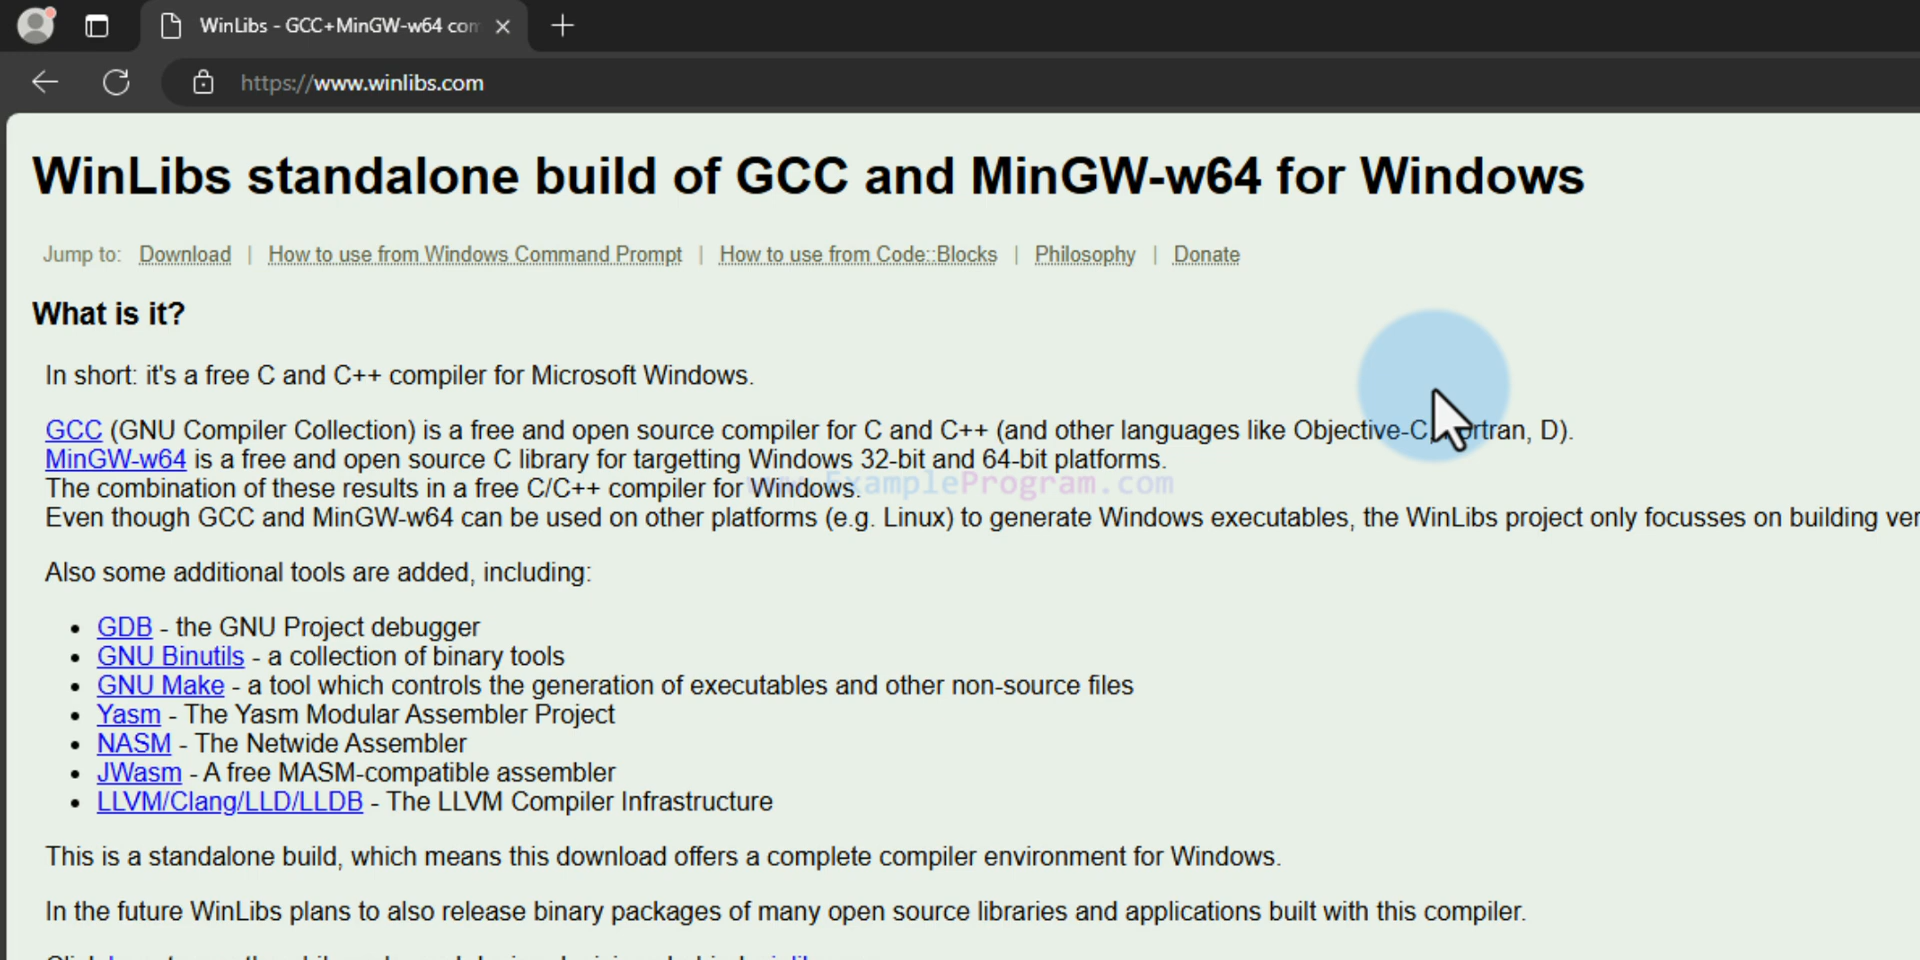 WinLibs - GCC+MinGW-w64 com
https://www.winlibs.com
WinLibs standalone build of GCC and MinGW-w64 for Windows
Jump to: Download | How to use from Windows Command Prompt | How to use from Code::Blocks | Philosophy | Donate
What is it?
In short: it's a free C and C++ compiler for Microsoft Windows.
GCC (GNU Compiler Collection) is a free and open source compiler for C and C++ (and other languages like Objective-C, Fortran, D).
MinGW-w64 is a free and open source C library for targetting Windows 32-bit and 64-bit platforms.
The combination of these results in a free C/C++ compiler for Windows.
www.ExampleProgram.com
Even though GCC and MinGW-w64 can be used on other platforms (e.g. Linux) to generate Windows executables, the WinLibs project only focusses on building ver
Also some additional tools are added, including:
• GDB - the GNU Project debugger
• GNU Binutils - a collection of binary tools
• GNU Make - a tool which controls the generation of executables and other non-source files
• Yasm - The Yasm Modular Assembler Project
• NASM - The Netwide Assembler
• JWasm - A free MASM-compatible assembler
• LLVM/Clang/LLD/LLDB - The LLVM Compiler Infrastructure
This is a standalone build, which means this download offers a complete compiler environment for Windows.
In the future WinLibs plans to also release binary packages of many open source libraries and applications built with this compiler.